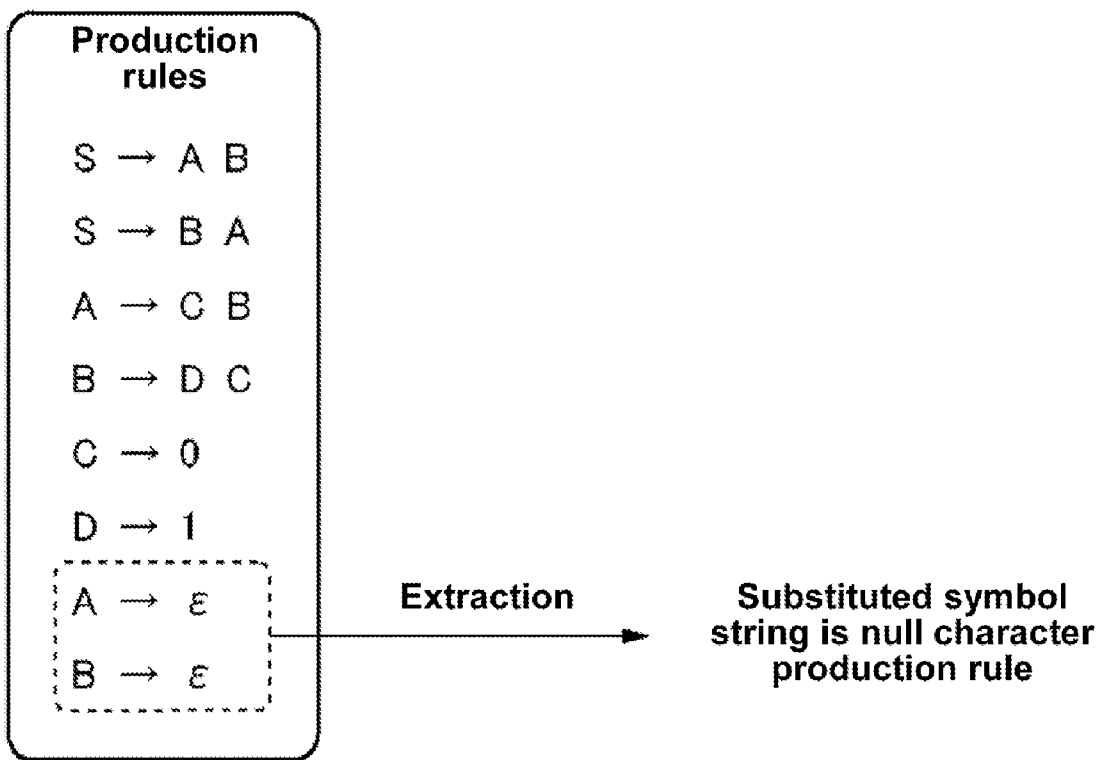 Production
rules
S → A B
S → B A
A → C B
B → D C
C → 0
D → 1
A → ε
B → ε
Extraction
Substituted symbol
string is null character
production rule